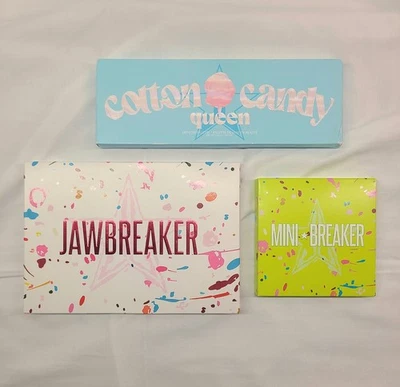 cotton candy
queen
JAWBREAKER
MINI BREAKER